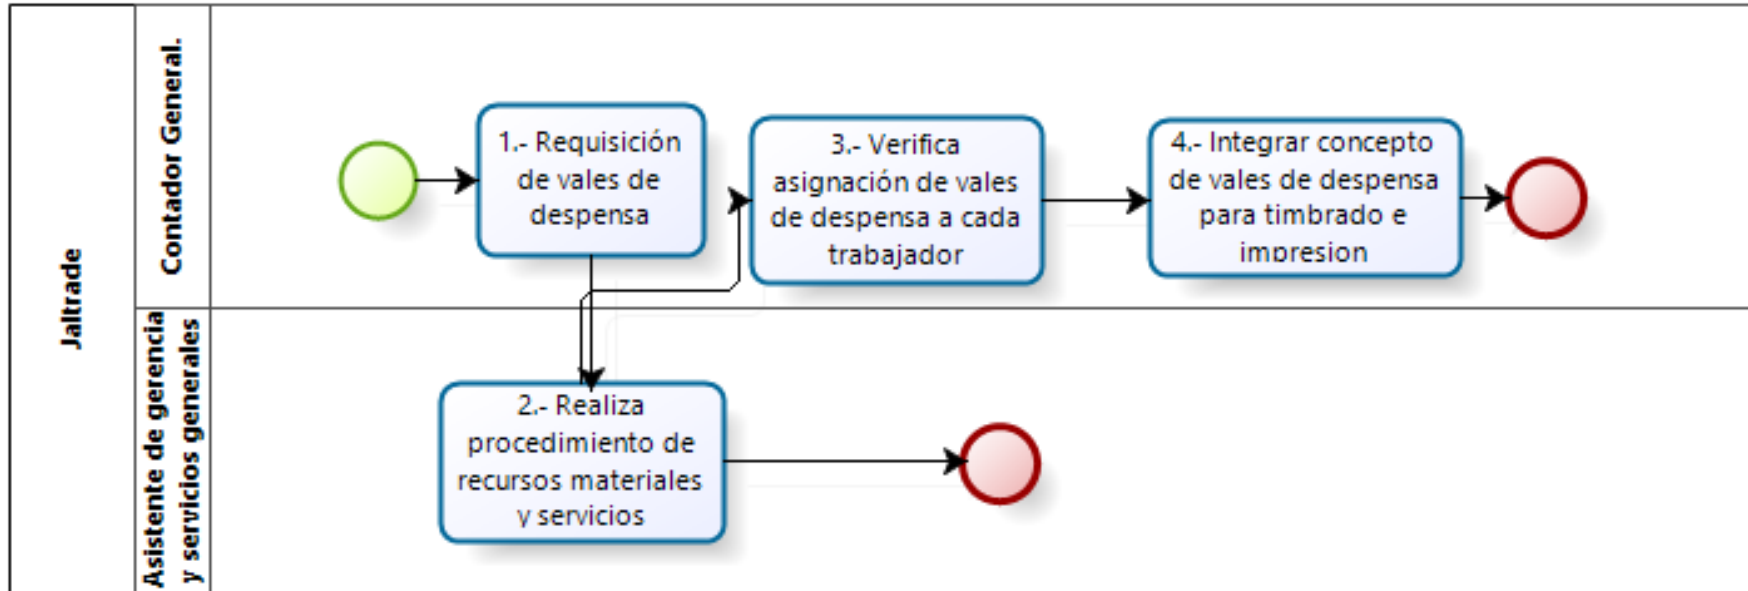 Jaltrade
Contador General.
1.- Requisición
de vales de
despensa
3.- Verifica
asignación de vales
de despensa a cada
trabajador
4.- Integrar concepto
de vales de despensa
para timbrado e
impresion
Asistente de gerencia
y servicios generales
2.- Realiza
procedimiento de
recursos materiales
y servicios